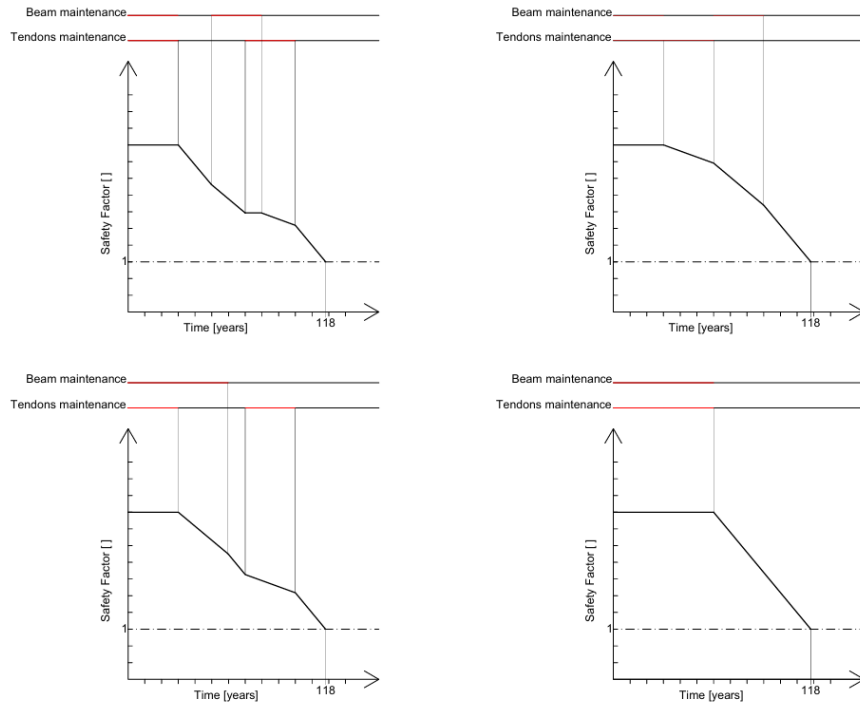 Beam maintenance
Tendons maintenance
Safety Factor [ ]
1
118
Time [years]
Beam maintenance
Tendons maintenance
Safety Factor [ ]
1
118
Time [years]
Beam maintenance
Tendons maintenance
Safety Factor [ ]
1
118
Time [years]
Beam maintenance
Tendons maintenance
Safety Factor [ ]
1
118
Time [years]